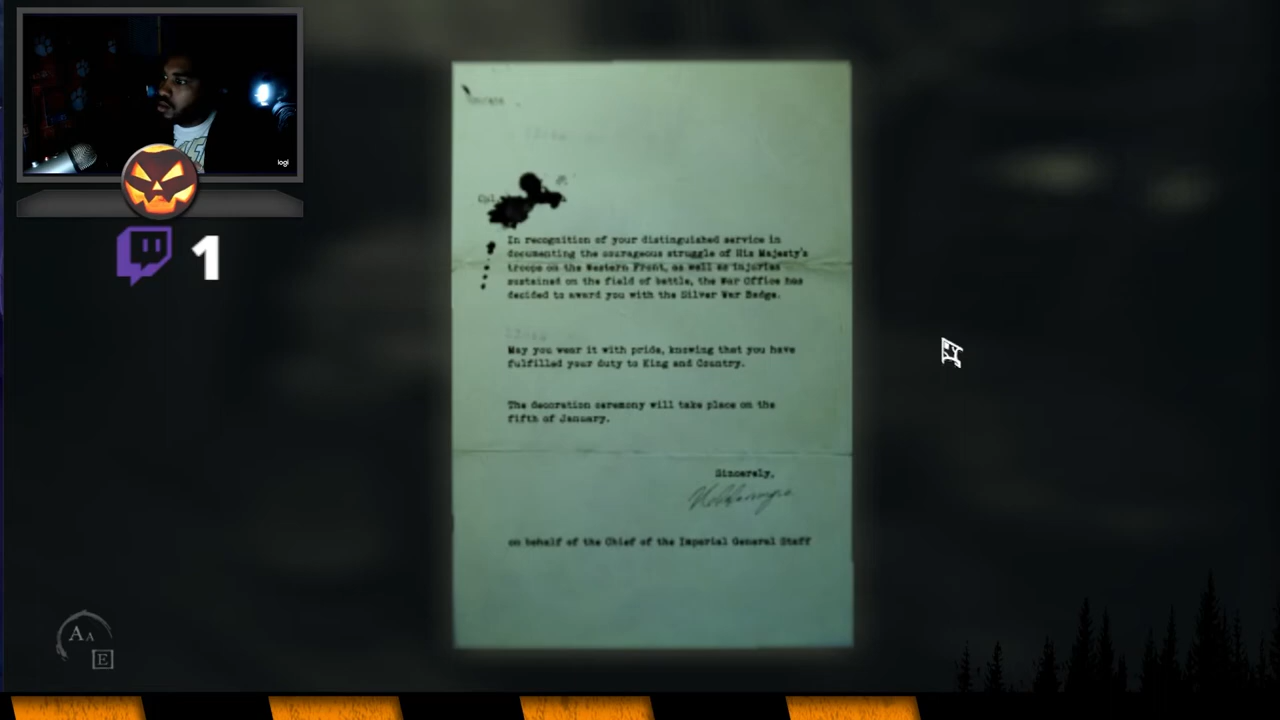 logi
1
Cpl.
In recognition of your distinguished service in
documenting the courageous struggle of His Majesty's
troops on the Western Front, as well as injuries
sustained on the field of battle, the War Office has
decided to award you with the Silver War Badge.
May you wear it with pride, knowing that you have
fulfilled your duty to King and Country.
The decoration ceremony will take place on the
fifth of January.
Sincerely,
on behalf of the Chief of the Imperial General Staff
A A
E